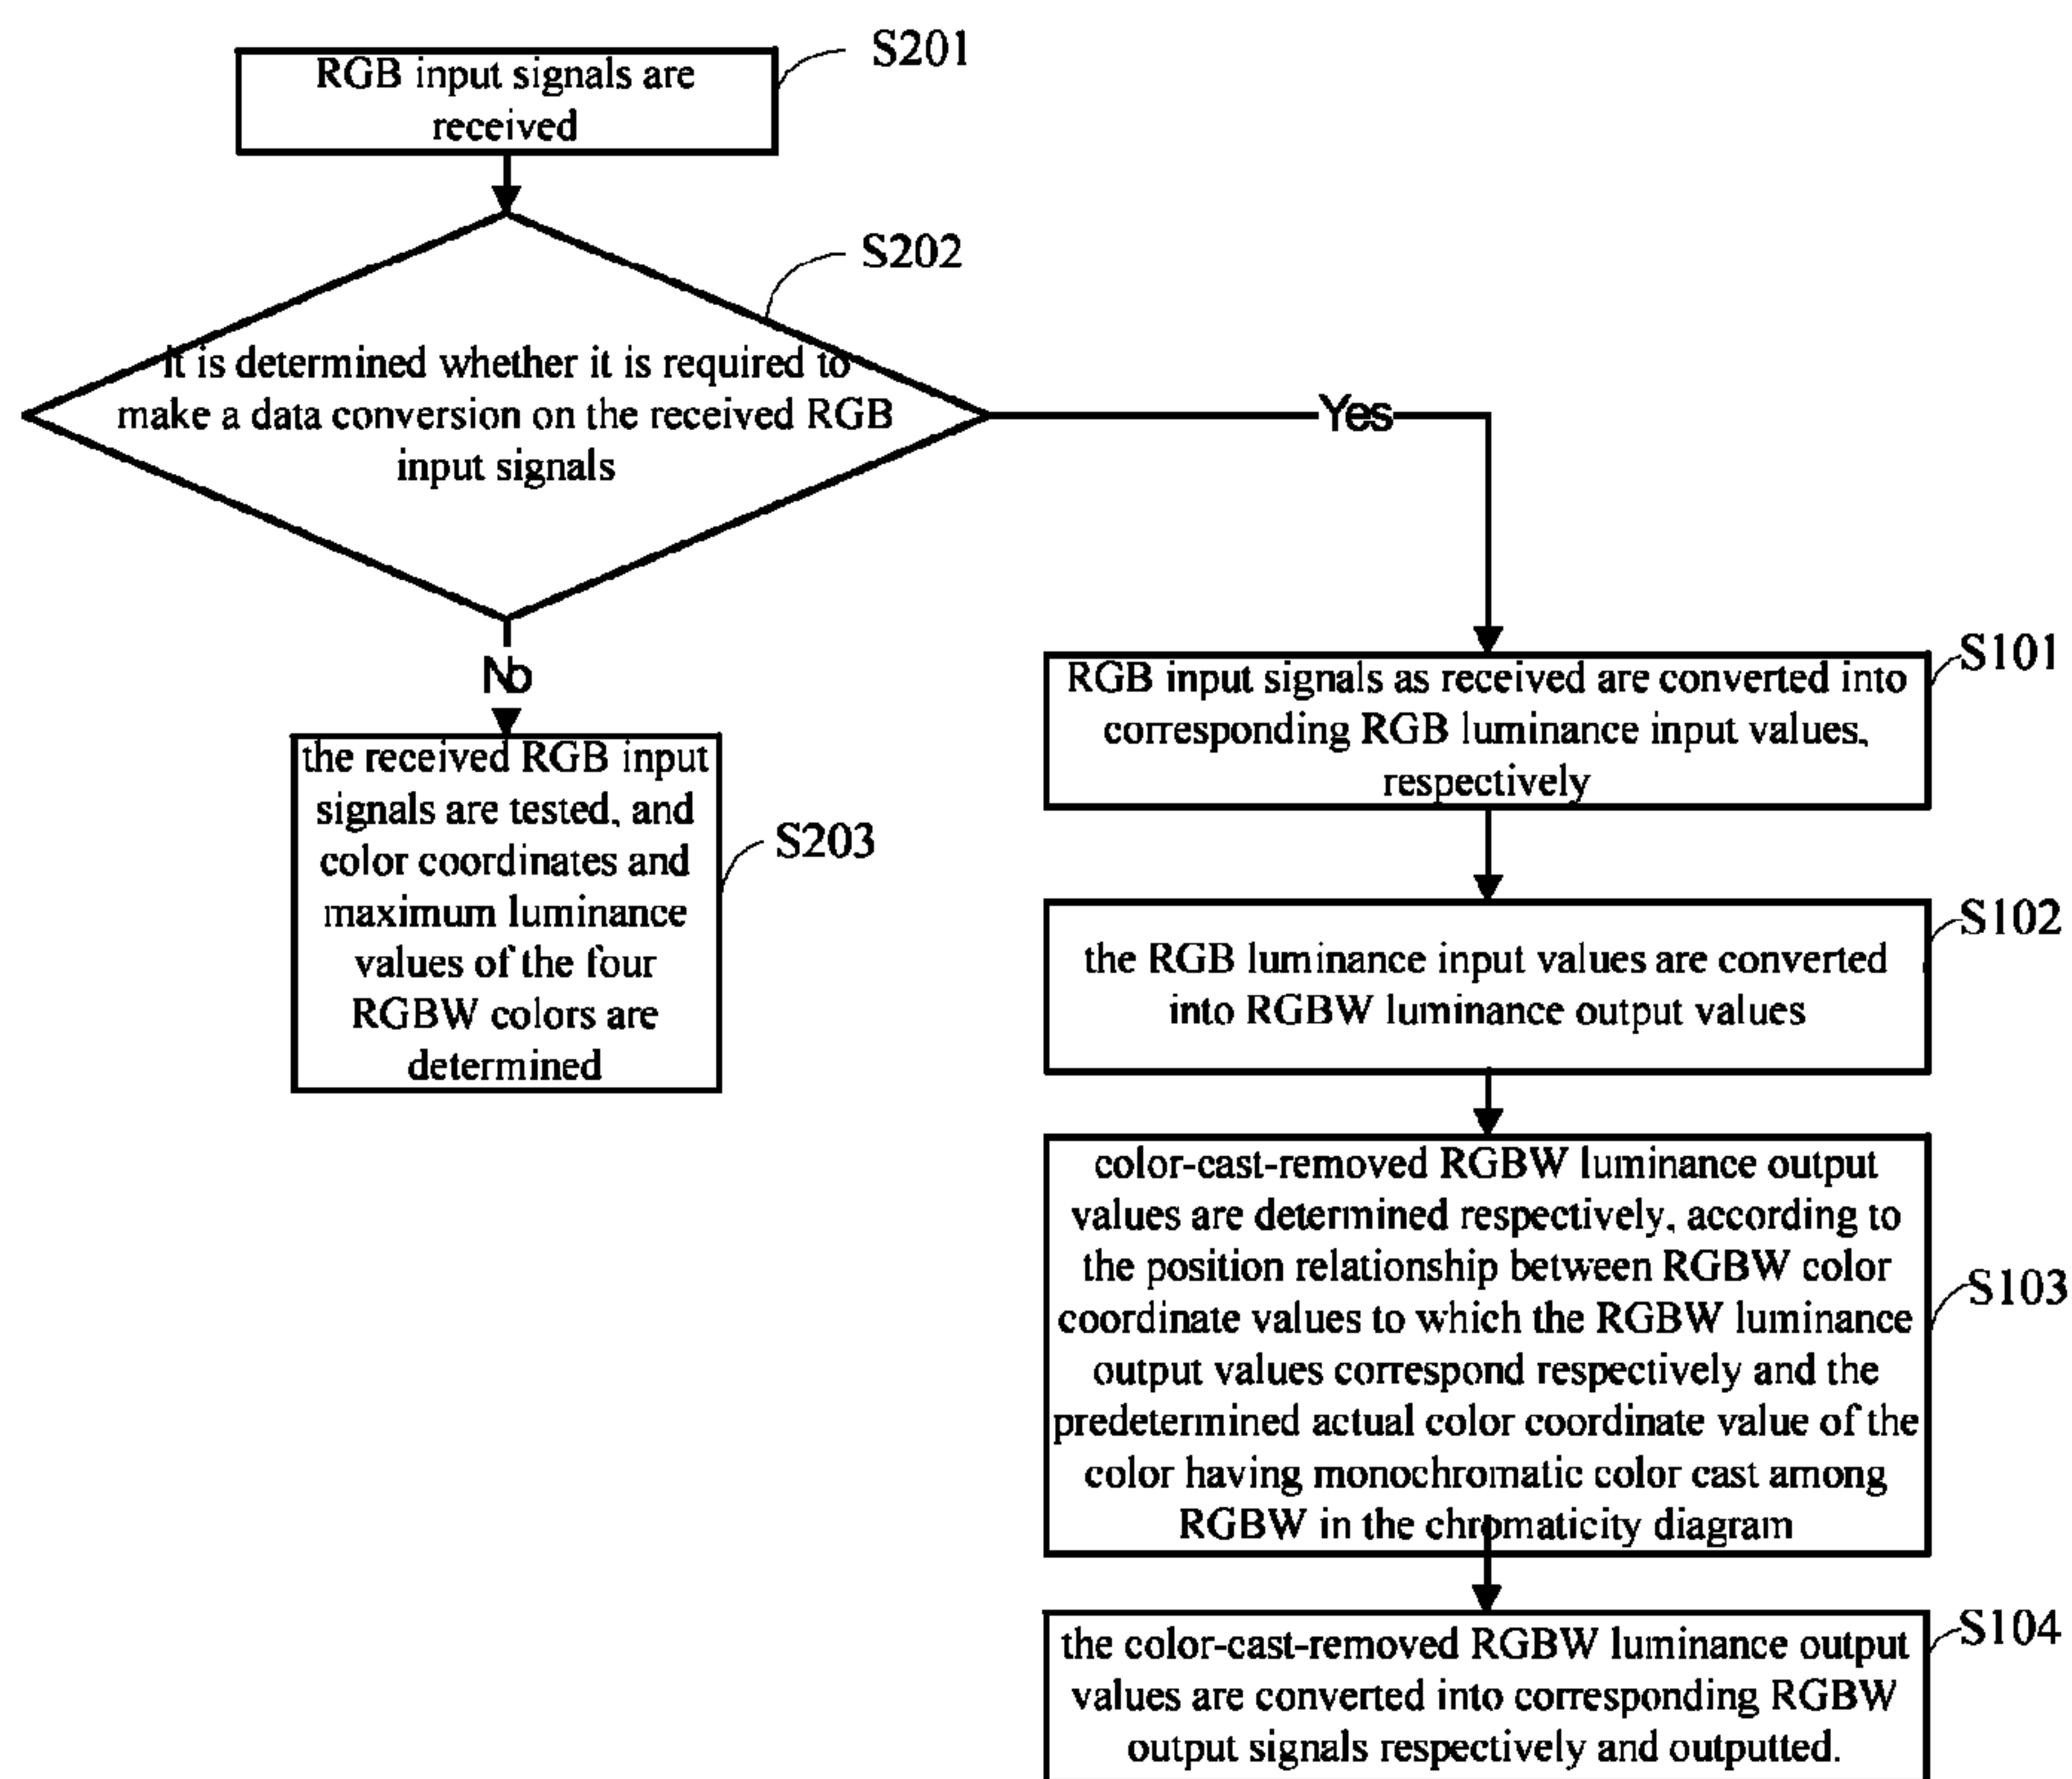 S201
RGB input signals are
received
S202
It is determined whether it is required to
make a data conversion on the received RGB
input signals
Yes
No
S203
the received RGB input
signals are tested, and
color coordinates and
maximum luminance
values of the four
RGBW colors are
determined
S101
RGB input signals as received are converted into
corresponding RGB luminance input values,
respectively
S102
the RGB luminance input values are converted
into RGBW luminance output values
S103
color-cast-removed RGBW luminance output
values are determined respectively, according to
the position relationship between RGBW color
coordinate values to which the RGBW luminance
output values correspond respectively and the
predetermined actual color coordinate value of the
color having monochromatic color cast among
RGBW in the chromaticity diagram
S104
the color-cast-removed RGBW luminance output
values are converted into corresponding RGBW
output signals respectively and outputted.